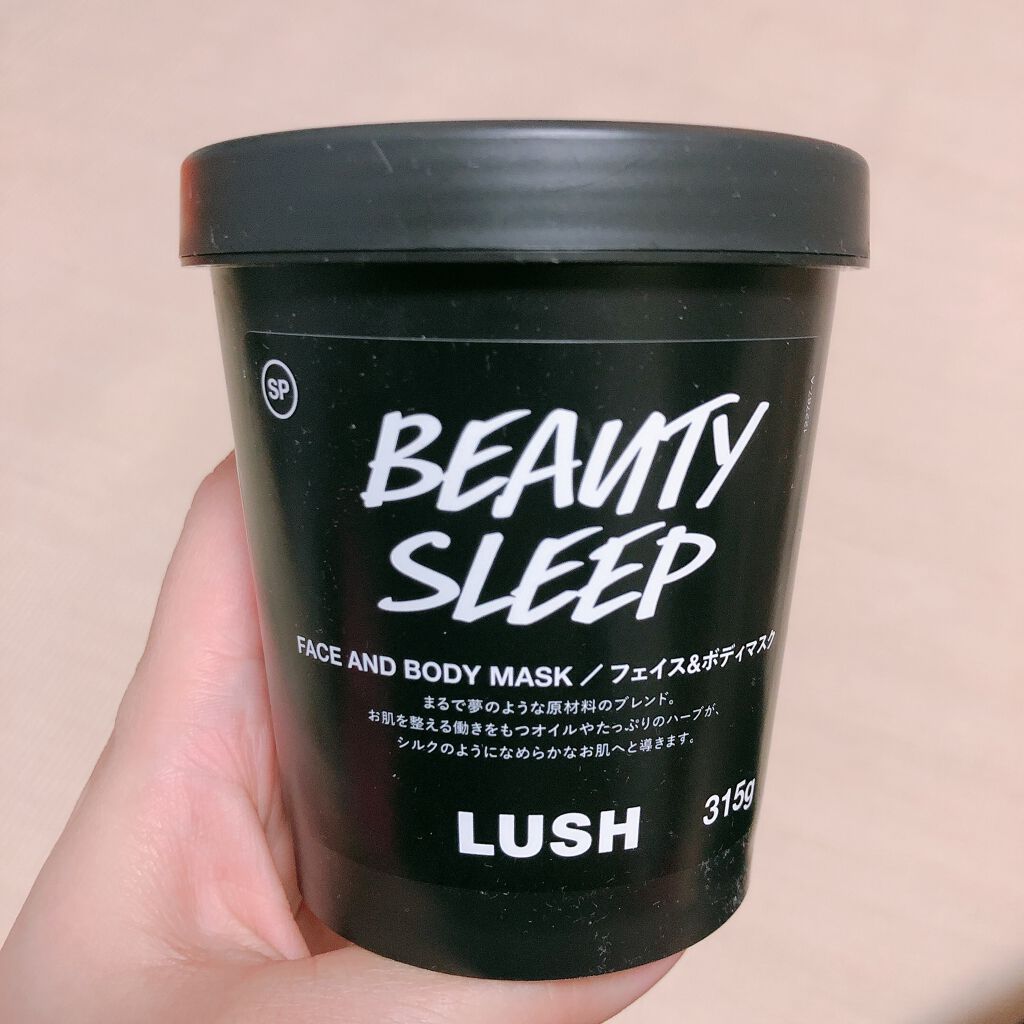 SP
BEAUTY
SLEEP
FACE AND BODY MASK / フェイス&ボディマスク
まるで夢のような原材料のブレンド。
お肌を整える働きをもつオイルやたっぷりのハーブが、
シルクのようになめらかなお肌へと導きます。
315g
LUSH